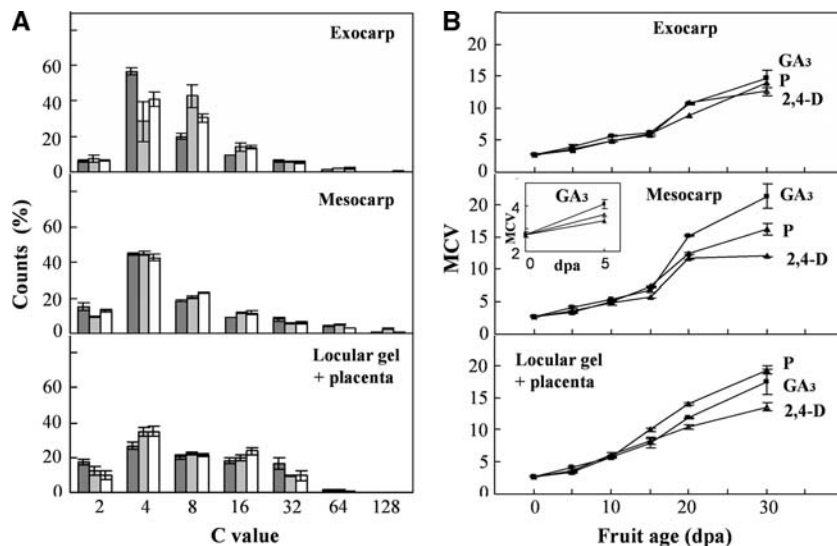 A
Exocarp
60
40
20
0
Mesocarp
60
40
20
0
Locular gel
+ placenta
60
40
20
0
2 4 8 16 32 64 128
C value
Counts (%)
B
Exocarp
GA3
P
2,4-D
20
15
10
5
0
Mesocarp
GA3
P
2,4-D
20
15
10
5
0
GA3
MCV
4
2
0 5
dpa
Locular gel
+ placenta
P
GA3
2,4-D
20
15
10
5
0
0 5 10 15 20 30
Fruit age (dpa)
MCV